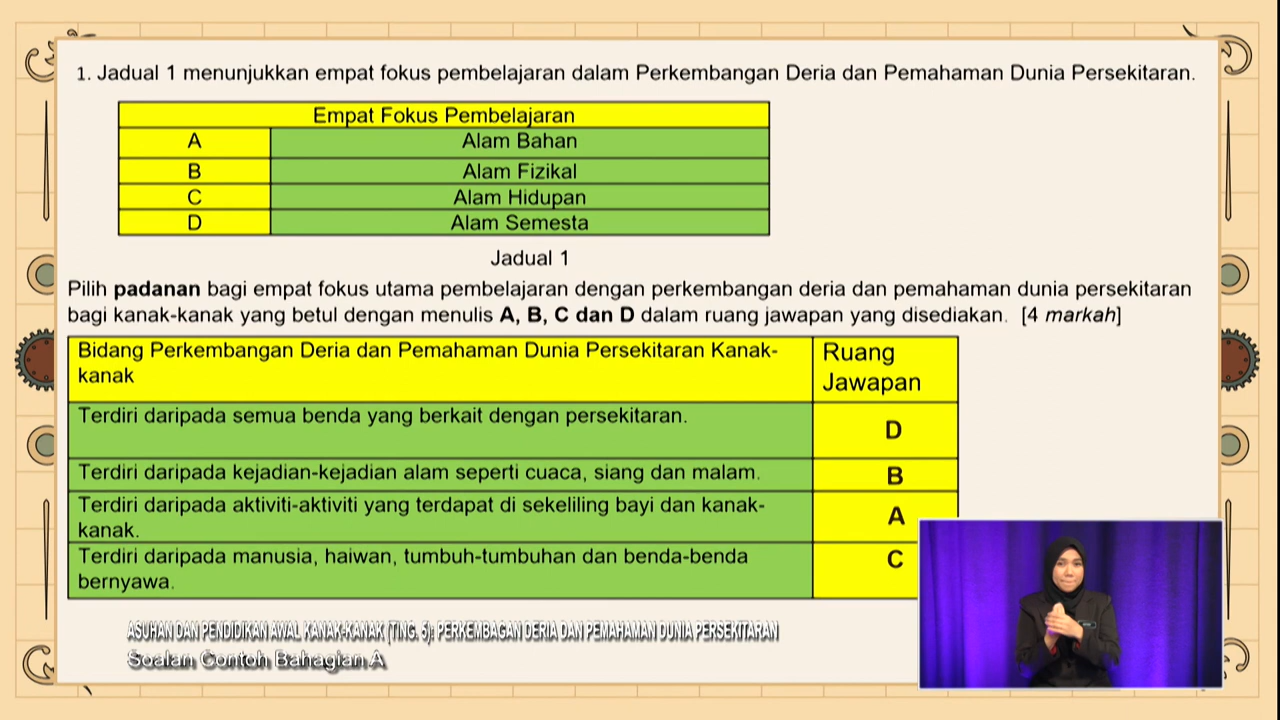 1. Jadual 1 menunjukkan empat fokus pembelajaran dalam Perkembangan Deria dan Pemahaman Dunia Persekitaran.
Empat Fokus Pembelajaran
A Alam Bahan
B Alam Fizikal
C Alam Hidupan
D Alam Semesta
Jadual 1
Pilih padanan bagi empat fokus utama pembelajaran dengan perkembangan deria dan pemahaman dunia persekitaran
bagi kanak-kanak yang betul dengan menulis A, B, C dan D dalam ruang jawapan yang disediakan. [4 markah]
Bidang Perkembangan Deria dan Pemahaman Dunia Persekitaran Kanak-
kanak
Ruang
Jawapan
Terdiri daripada semua benda yang berkait dengan persekitaran.
D
Terdiri daripada kejadian-kejadian alam seperti cuaca, siang dan malam.
B
Terdiri daripada aktiviti-aktiviti yang terdapat di sekeliling bayi dan kanak-
kanak.
A
Terdiri daripada manusia, haiwan, tumbuh-tumbuhan dan benda-benda
bernyawa.
C
ASUHAN DAN PENDIDIKAN AWAL KANAK-KANAK (TING. 5): PERKEMBAGAN DERIA DAN PEMAHAMAN DUNIA PERSEKITARAN
Soalan Contoh Bahagian A